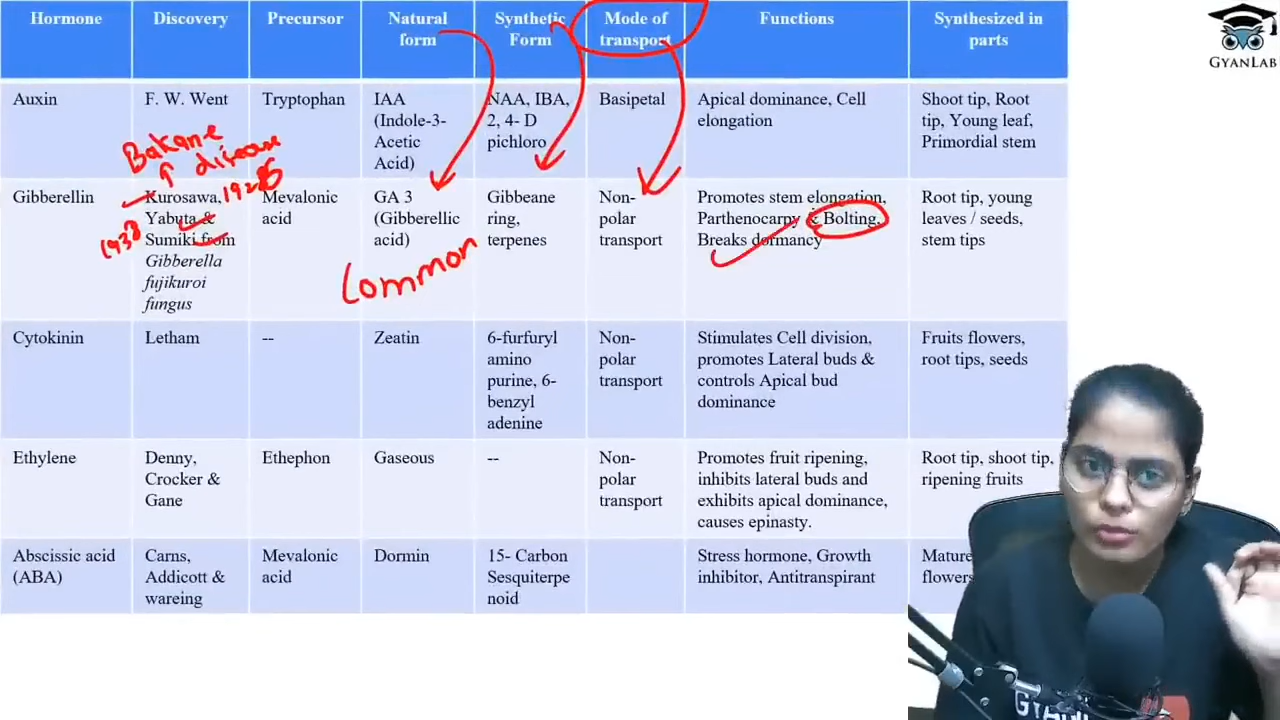 Hormone
Discovery
Precursor
Natural
form
Synthetic
Form
Mode of
transport
Functions
Synthesized in
parts
GYANLAB
Auxin
F. W. Went
Tryptophan
IAA
(Indole-3-
Acetic
Acid)
NAA, IBA,
2, 4- D
pichloro
Basipetal
Apical dominance, Cell
elongation
Shoot tip, Root
tip, Young leaf,
Primordial stem
Bakane
disease
1926
1938
Gibberellin
Kurosawa,
Yabuta &
Sumiki from
Gibberella
fujikuroi
fungus
Mevalonic
acid
GA 3
(Gibberellic
acid)
Common
Gibbeane
ring,
terpenes
Non-
polar
transport
Promotes stem elongation,
Parthenocarpy & Bolting,
Breaks dormancy
Root tip, young
leaves / seeds,
stem tips
Cytokinin
Letham
--
Zeatin
6-furfuryl
amino
purine, 6-
benzyl
adenine
Non-
polar
transport
Stimulates Cell division,
promotes Lateral buds &
controls Apical bud
dominance
Fruits flowers,
root tips, seeds
Ethylene
Denny,
Crocker &
Gane
Ethephon
Gaseous
--
Non-
polar
transport
Promotes fruit ripening,
inhibits lateral buds and
exhibits apical dominance,
causes epinasty.
Root tip, shoot tip,
ripening fruits
Abscissic acid
(ABA)
Carns,
Addicott &
wareing
Mevalonic
acid
Dormin
15- Carbon
Sesquiterpe
noid
Stress hormone, Growth
inhibitor, Antitranspirant
Mature
flowers